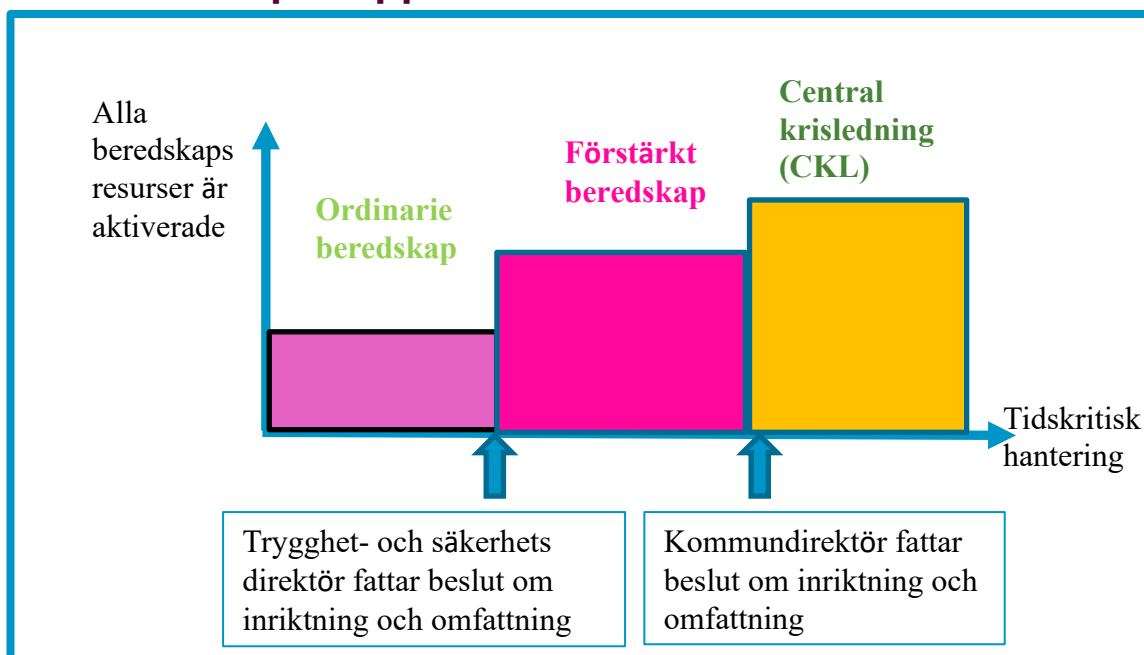 Alla
beredskaps
resurser är
aktiverade
Ordinarie
beredskap
Förstärkt
beredskap
Central
krisledning
(CKL)
Tidskritisk
hantering
Trygghet- och säkerhets
direktör fattar beslut om
inriktning och omfattning
Kommundirektör fattar
beslut om inriktning och
omfattning